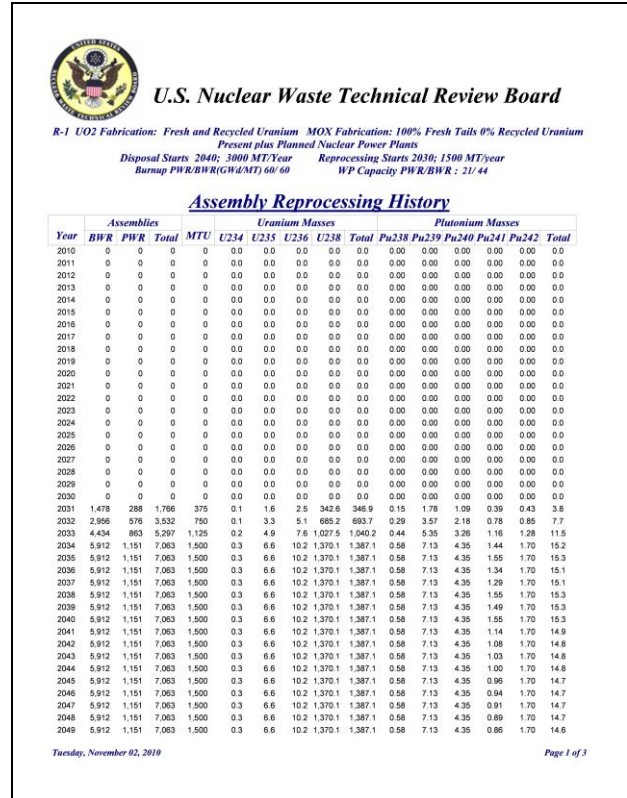 U.S. Nuclear Waste Technical Review Board
R-1 UO2 Fabrication: Fresh and Recycled Uranium MOX Fabrication: 100% Fresh Tails 0% Recycled Uranium
Present plus Planned Nuclear Power Plants
Disposal Starts 2040; 3000 MT/Year Reprocessing Starts 2030; 1500 MT/year
Burnup PWR/BWR(GWd/MT) 60/ 60 WP Capacity PWR/BWR : 21/ 44
Assembly Reprocessing History
Assemblies Uranium Masses Plutonium Masses
Year BWR PWR Total MTU U234 U235 U236 U238 Total Pu238 Pu239 Pu240 Pu241 Pu242 Total
2010 0 0 0 0 0.0 0.0 0.0 0.0 0.0 0.00 0.00 0.00 0.00 0.00 0.0
2011 0 0 0 0 0.0 0.0 0.0 0.0 0.0 0.00 0.00 0.00 0.00 0.00 0.0
2012 0 0 0 0 0.0 0.0 0.0 0.0 0.0 0.00 0.00 0.00 0.00 0.00 0.0
2013 0 0 0 0 0.0 0.0 0.0 0.0 0.0 0.00 0.00 0.00 0.00 0.00 0.0
2014 0 0 0 0 0.0 0.0 0.0 0.0 0.0 0.00 0.00 0.00 0.00 0.00 0.0
2015 0 0 0 0 0.0 0.0 0.0 0.0 0.0 0.00 0.00 0.00 0.00 0.00 0.0
2016 0 0 0 0 0.0 0.0 0.0 0.0 0.0 0.00 0.00 0.00 0.00 0.00 0.0
2017 0 0 0 0 0.0 0.0 0.0 0.0 0.0 0.00 0.00 0.00 0.00 0.00 0.0
2018 0 0 0 0 0.0 0.0 0.0 0.0 0.0 0.00 0.00 0.00 0.00 0.00 0.0
2019 0 0 0 0 0.0 0.0 0.0 0.0 0.0 0.00 0.00 0.00 0.00 0.00 0.0
2020 0 0 0 0 0.0 0.0 0.0 0.0 0.0 0.00 0.00 0.00 0.00 0.00 0.0
2021 0 0 0 0 0.0 0.0 0.0 0.0 0.0 0.00 0.00 0.00 0.00 0.00 0.0
2022 0 0 0 0 0.0 0.0 0.0 0.0 0.0 0.00 0.00 0.00 0.00 0.00 0.0
2023 0 0 0 0 0.0 0.0 0.0 0.0 0.0 0.00 0.00 0.00 0.00 0.00 0.0
2024 0 0 0 0 0.0 0.0 0.0 0.0 0.0 0.00 0.00 0.00 0.00 0.00 0.0
2025 0 0 0 0 0.0 0.0 0.0 0.0 0.0 0.00 0.00 0.00 0.00 0.00 0.0
2026 0 0 0 0 0.0 0.0 0.0 0.0 0.0 0.00 0.00 0.00 0.00 0.00 0.0
2027 0 0 0 0 0.0 0.0 0.0 0.0 0.0 0.00 0.00 0.00 0.00 0.00 0.0
2028 0 0 0 0 0.0 0.0 0.0 0.0 0.0 0.00 0.00 0.00 0.00 0.00 0.0
2029 0 0 0 0 0.0 0.0 0.0 0.0 0.0 0.00 0.00 0.00 0.00 0.00 0.0
2030 0 0 0 0 0.0 0.0 0.0 0.0 0.0 0.00 0.00 0.00 0.00 0.00 0.0
2031 1,478 288 1,766 375 0.1 1.6 2.5 342.6 346.9 0.15 1.78 1.09 0.39 0.43 3.8
2032 2,956 576 3,532 750 0.1 3.3 5.1 685.2 693.7 0.29 3.57 2.18 0.78 0.85 7.7
2033 4,434 863 5,297 1,125 0.2 4.9 7.6 1,027.5 1,040.2 0.44 5.35 3.26 1.16 1.28 11.5
2034 5,912 1,151 7,063 1,500 0.3 6.6 10.2 1,370.1 1,387.1 0.58 7.13 4.35 1.44 1.70 15.2
2035 5,912 1,151 7,063 1,500 0.3 6.6 10.2 1,370.1 1,387.1 0.58 7.13 4.35 1.55 1.70 15.3
2036 5,912 1,151 7,063 1,500 0.3 6.6 10.2 1,370.1 1,387.1 0.58 7.13 4.35 1.34 1.70 15.1
2037 5,912 1,151 7,063 1,500 0.3 6.6 10.2 1,370.1 1,387.1 0.58 7.13 4.35 1.29 1.70 15.1
2038 5,912 1,151 7,063 1,500 0.3 6.6 10.2 1,370.1 1,387.1 0.58 7.13 4.35 1.55 1.70 15.3
2039 5,912 1,151 7,063 1,500 0.3 6.6 10.2 1,370.1 1,387.1 0.58 7.13 4.35 1.49 1.70 15.3
2040 5,912 1,151 7,063 1,500 0.3 6.6 10.2 1,370.1 1,387.1 0.58 7.13 4.35 1.55 1.70 15.3
2041 5,912 1,151 7,063 1,500 0.3 6.6 10.2 1,370.1 1,387.1 0.58 7.13 4.35 1.14 1.70 14.9
2042 5,912 1,151 7,063 1,500 0.3 6.6 10.2 1,370.1 1,387.1 0.58 7.13 4.35 1.08 1.70 14.8
2043 5,912 1,151 7,063 1,500 0.3 6.6 10.2 1,370.1 1,387.1 0.58 7.13 4.35 1.03 1.70 14.8
2044 5,912 1,151 7,063 1,500 0.3 6.6 10.2 1,370.1 1,387.1 0.58 7.13 4.35 1.00 1.70 14.8
2045 5,912 1,151 7,063 1,500 0.3 6.6 10.2 1,370.1 1,387.1 0.58 7.13 4.35 0.96 1.70 14.7
2046 5,912 1,151 7,063 1,500 0.3 6.6 10.2 1,370.1 1,387.1 0.58 7.13 4.35 0.94 1.70 14.7
2047 5,912 1,151 7,063 1,500 0.3 6.6 10.2 1,370.1 1,387.1 0.58 7.13 4.35 0.91 1.70 14.7
2048 5,912 1,151 7,063 1,500 0.3 6.6 10.2 1,370.1 1,387.1 0.58 7.13 4.35 0.89 1.70 14.7
2049 5,912 1,151 7,063 1,500 0.3 6.6 10.2 1,370.1 1,387.1 0.58 7.13 4.35 0.86 1.70 14.6
Tuesday, November 02, 2010 Page 1 of 3